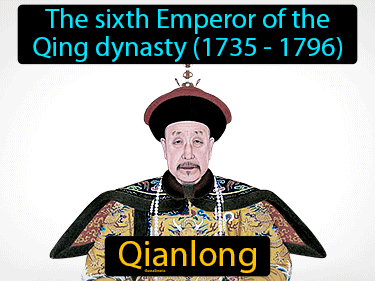 The sixth Emperor of the
Qing dynasty (1735 - 1796)
Qianlong